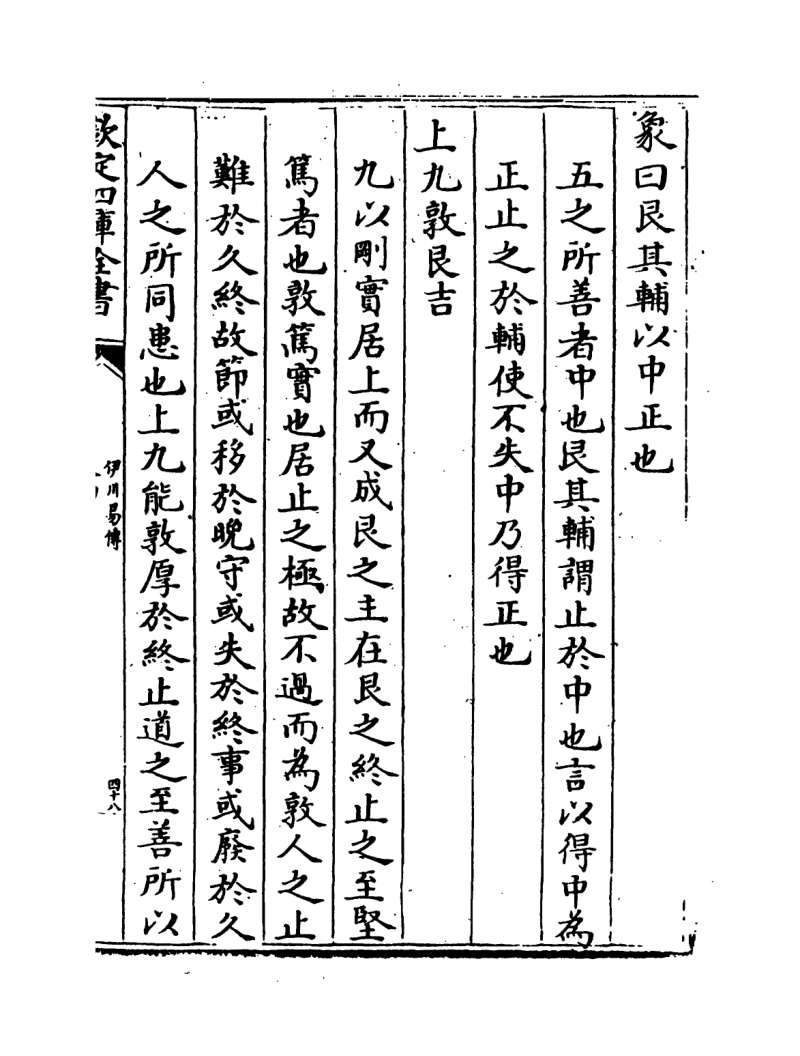 象曰艮其輔以中正也
五之所善者中也艮其輔謂止於中也言以得中為
正止之於輔使不失中乃得正也
上九敦艮吉
九以剛實居上而又成艮之主在艮之終止之至堅
篤者也敦篤實也居止之極故不過而為敦人之止
難於久終故節或移於晚守或失於終事或廢於久
人之所同患也上九能敦厚於終止道之至善所以
欽定四庫全書
伊川易傳
四十八